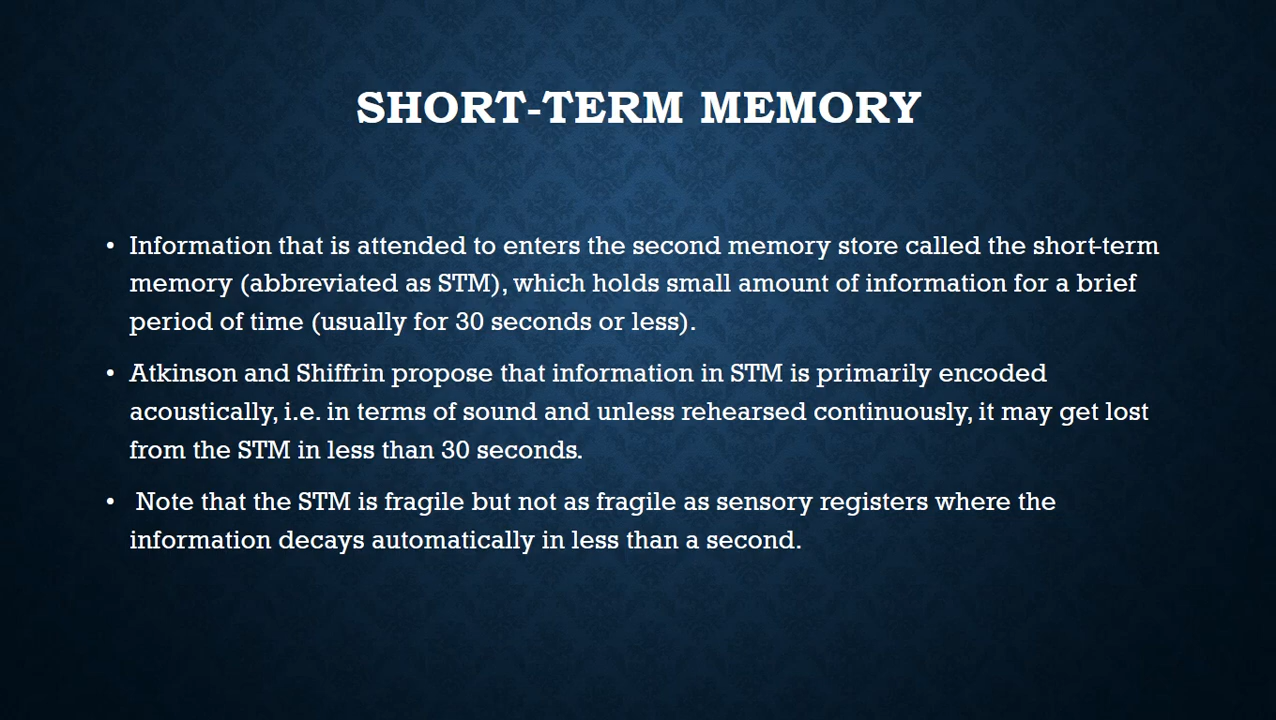 SHORT-TERM MEMORY
• Information that is attended to enters the second memory store called the short-term
memory (abbreviated as STM), which holds small amount of information for a brief
period of time (usually for 30 seconds or less).
• Atkinson and Shiffrin propose that information in STM is primarily encoded
acoustically, i.e. in terms of sound and unless rehearsed continuously, it may get lost
from the STM in less than 30 seconds.
• Note that the STM is fragile but not as fragile as sensory registers where the
information decays automatically in less than a second.